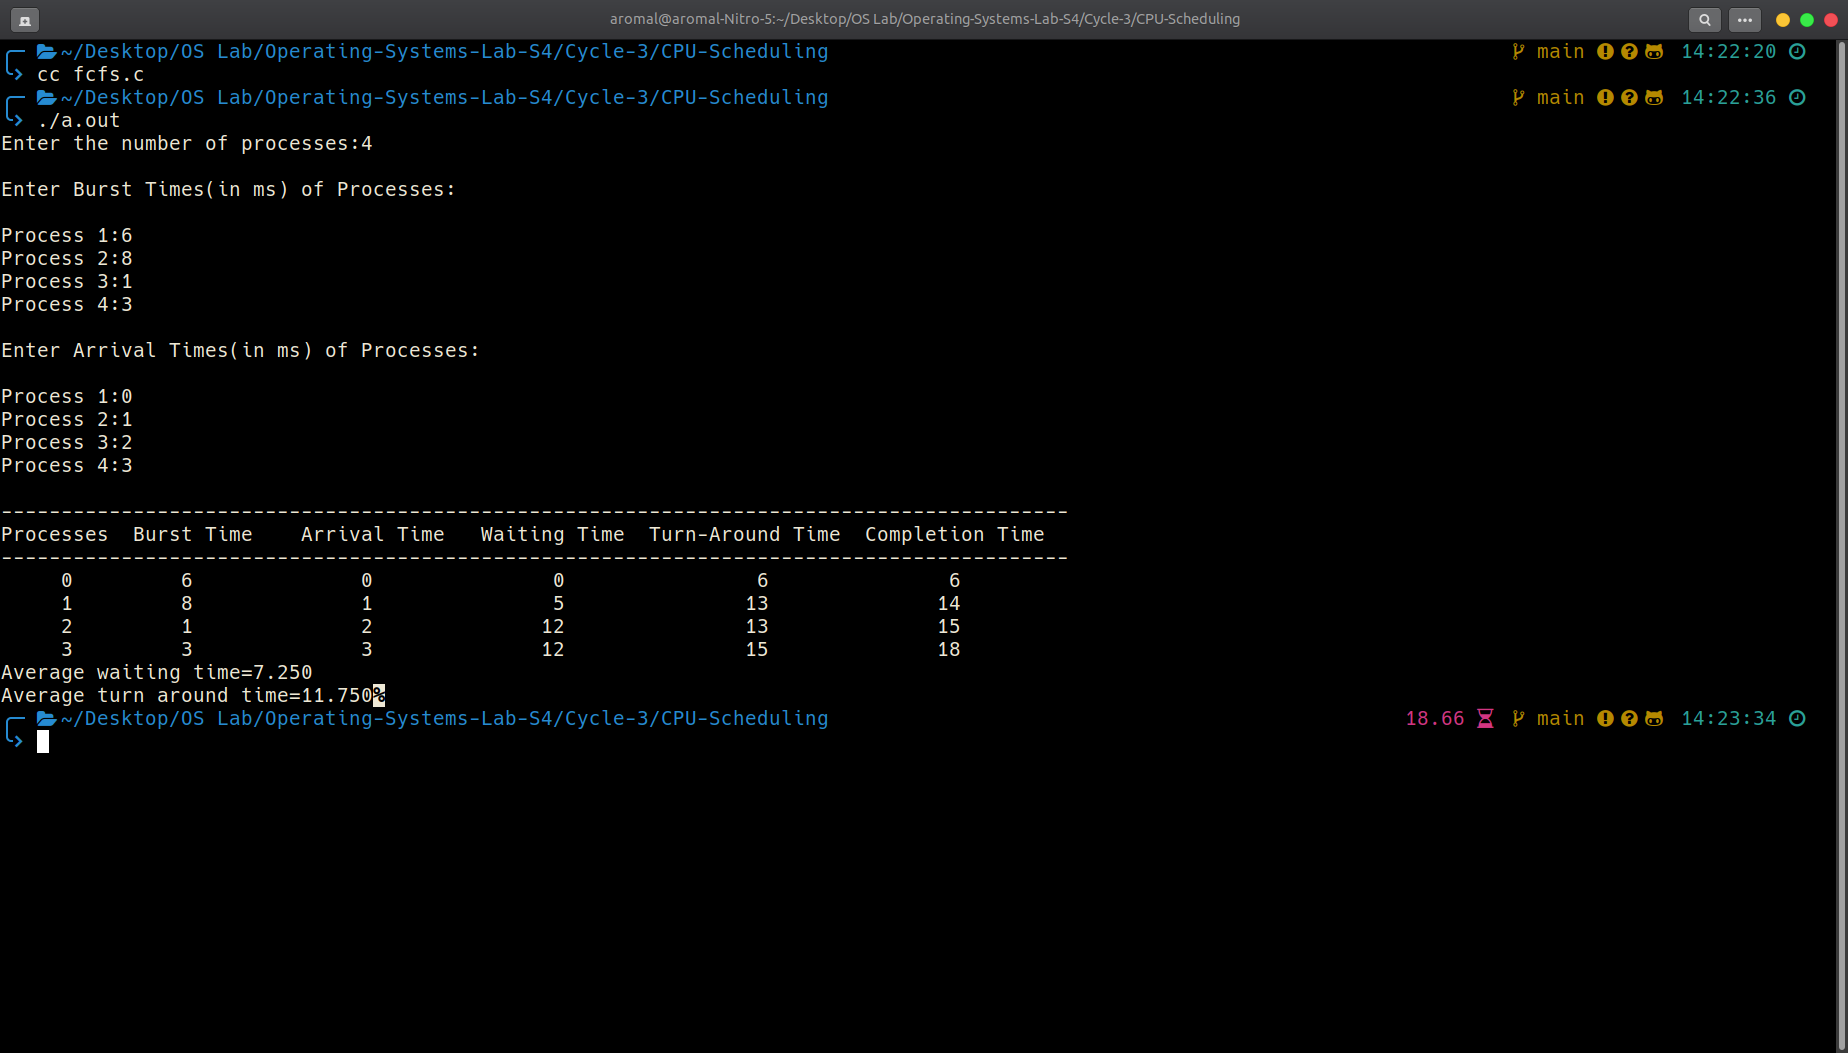 aromal@aromal-Nitro-5:~/Desktop/OS Lab/Operating-Systems-Lab-S4/Cycle-3/CPU-Scheduling
~/Desktop/OS Lab/Operating-Systems-Lab-S4/Cycle-3/CPU-Scheduling main 14:22:20
cc fcfs.c
~/Desktop/OS Lab/Operating-Systems-Lab-S4/Cycle-3/CPU-Scheduling main 14:22:36
./a.out
Enter the number of processes:4
Enter Burst Times(in ms) of Processes:
Process 1:6
Process 2:8
Process 3:1
Process 4:3
Enter Arrival Times(in ms) of Processes:
Process 1:0
Process 2:1
Process 3:2
Process 4:3
-----------------------------------------------------------------------------------------
Processes  Burst Time    Arrival Time   Waiting Time  Turn-Around Time  Completion Time
-----------------------------------------------------------------------------------------
0 6 0 0 6 6
1 8 1 5 13 14
2 1 2 12 13 15
3 3 3 12 15 18
Average waiting time=7.250
Average turn around time=11.750%
~/Desktop/OS Lab/Operating-Systems-Lab-S4/Cycle-3/CPU-Scheduling 18.66 main 14:23:34